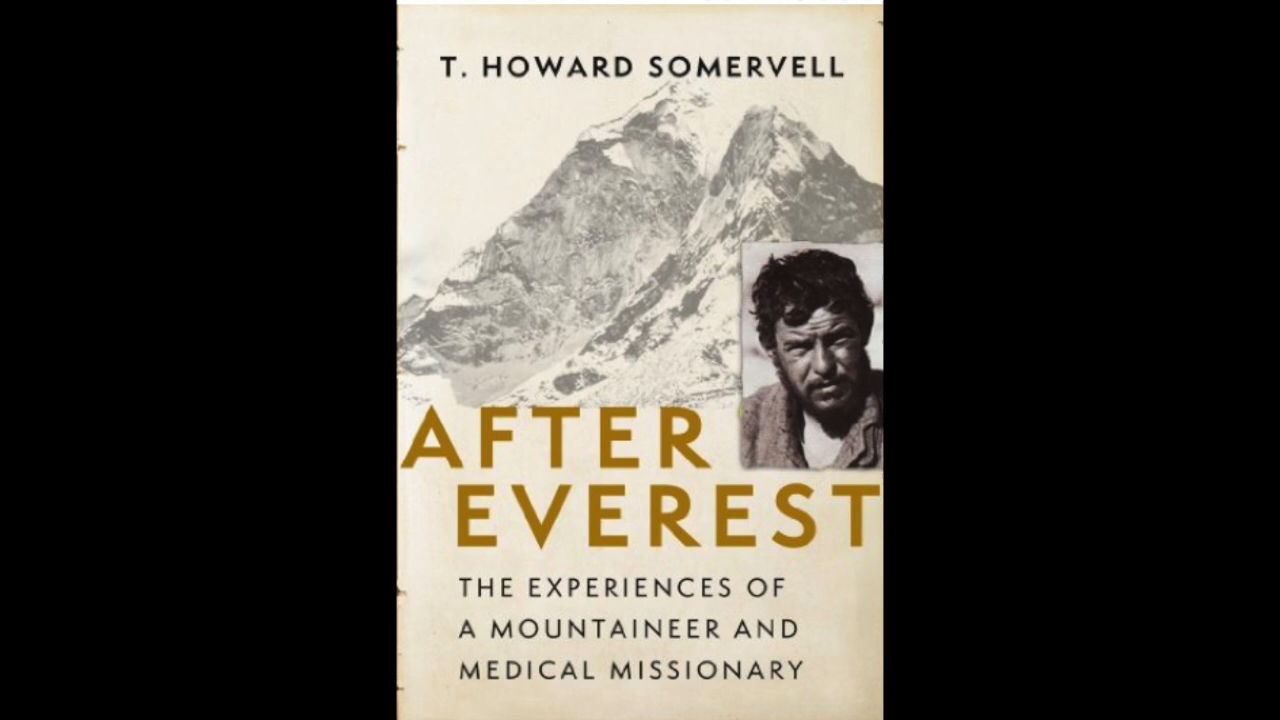 T. HOWARD SOMERVELL
AFTER
EVEREST
THE EXPERIENCES OF
A MOUNTAINEER AND
MEDICAL MISSIONARY